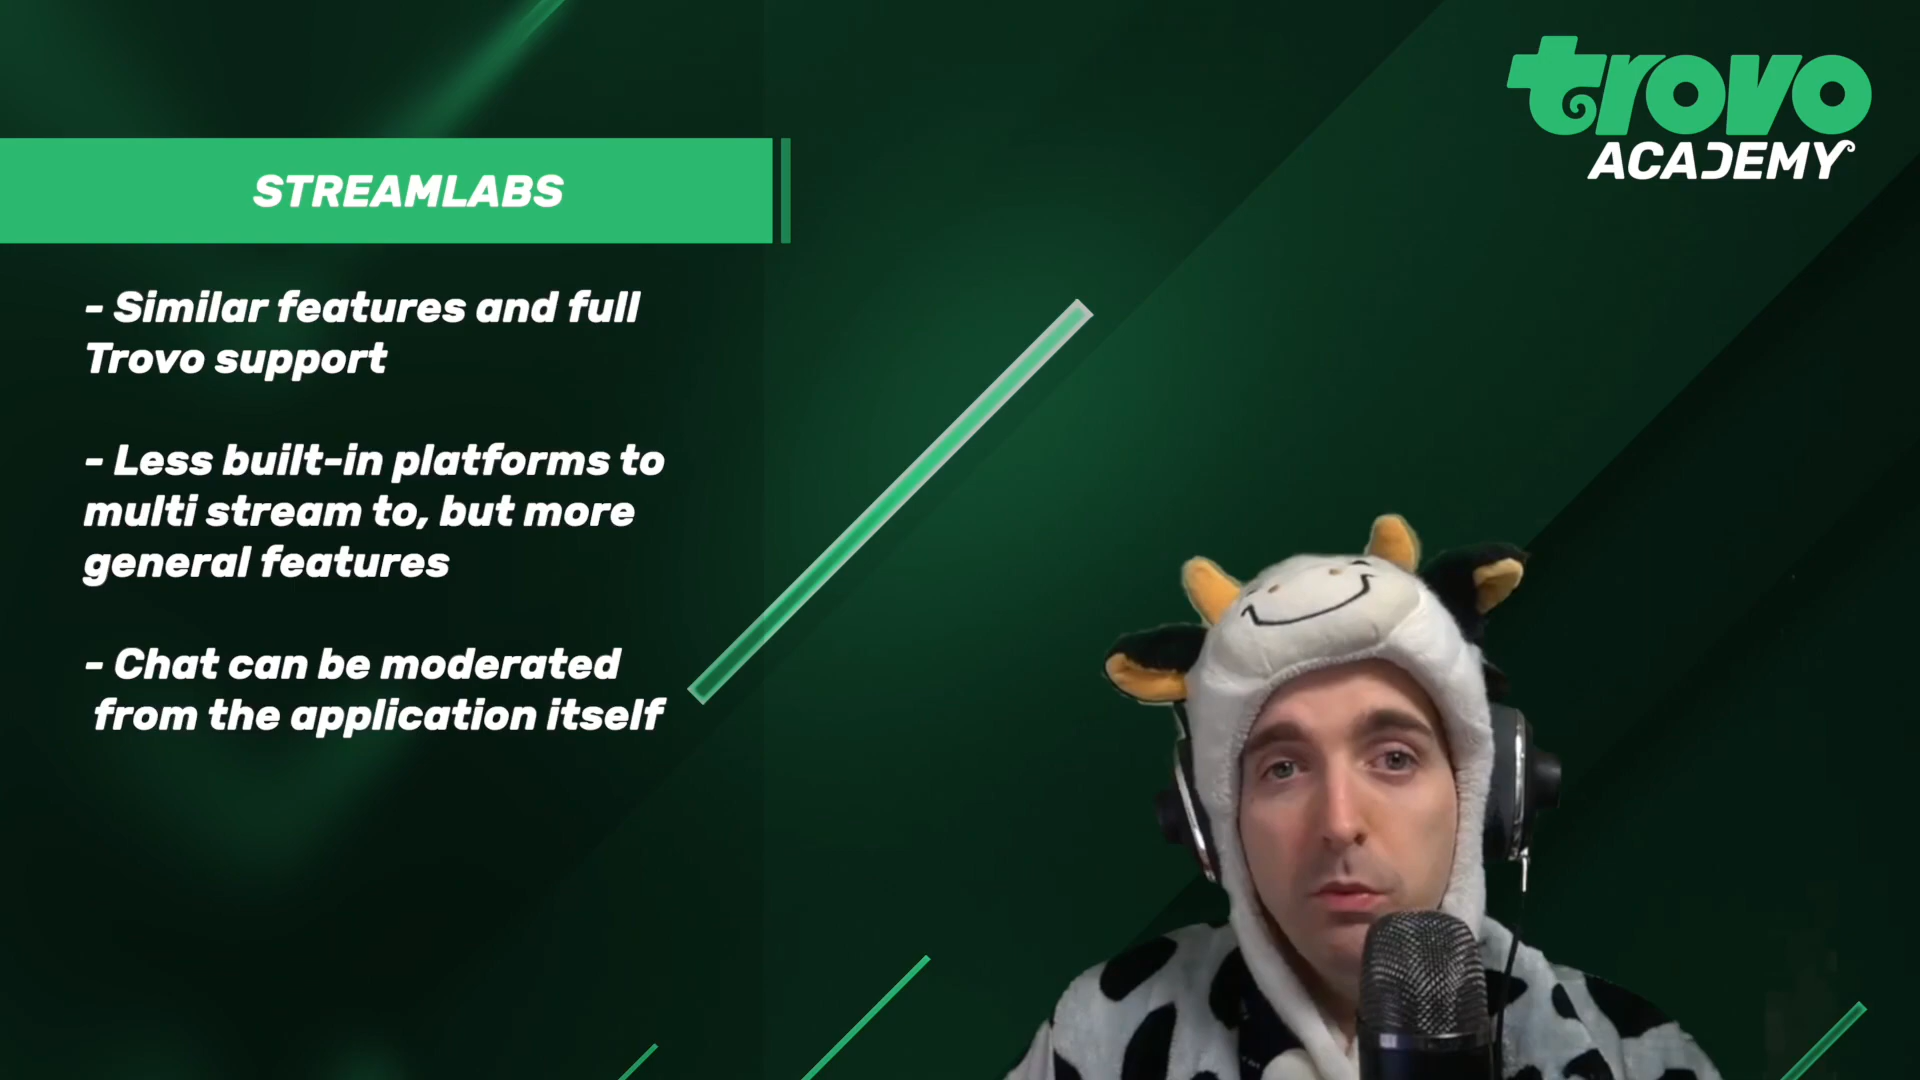 trovo
ACADEMY
STREAMLABS
- Similar features and full
Trovo support
- Less built-in platforms to
multi stream to, but more
general features
- Chat can be moderated
from the application itself